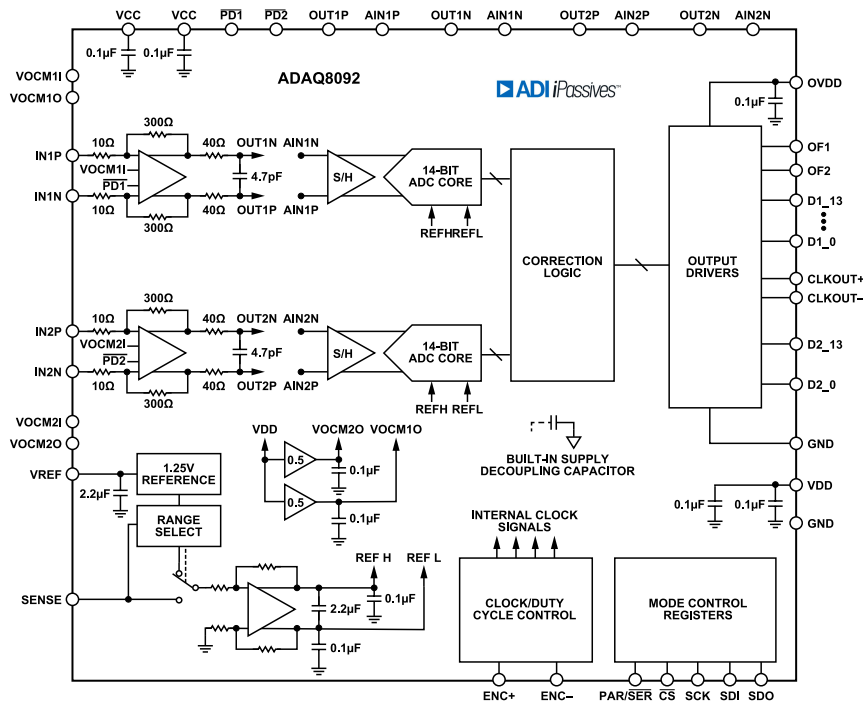 VCC
VCC
PD1
PD2
OUT1P
AIN1P
OUT1N
AIN1N
OUT2P
AIN2P
OUT2N
AIN2N
0.1µF
0.1µF
VOCM1I
VOCM1O
ADAQ8092
ADI iPassives™
OVDD
0.1µF
300Ω
10Ω
40Ω
OUT1N
AIN1N
IN1P
VOCM1I
PD1
4.7pF
S/H
14-BIT
ADC CORE
IN1N
10Ω
40Ω
OUT1P
AIN1P
300Ω
REFH
REFL
CORRECTION
LOGIC
OUTPUT
DRIVERS
OF1
OF2
D1_13
D1_0
CLKOUT+
CLKOUT–
D2_13
D2_0
GND
300Ω
10Ω
40Ω
OUT2N
AIN2N
IN2P
VOCM2I
PD2
4.7pF
S/H
14-BIT
ADC CORE
IN2N
10Ω
40Ω
OUT2P
AIN2P
300Ω
REFH
REFL
VOCM2I
VOCM2O
VDD
VOCM2O
VOCM1O
0.5
0.1µF
0.5
0.1µF
BUILT-IN SUPPLY
DECOUPLING CAPACITOR
VREF
2.2µF
1.25V
REFERENCE
RANGE
SELECT
VDD
0.1µF
0.1µF
GND
INTERNAL CLOCK
SIGNALS
REF H
REF L
SENSE
2.2µF
0.1µF
0.1µF
CLOCK/DUTY
CYCLE CONTROL
MODE CONTROL
REGISTERS
ENC+
ENC–
PAR/SER
CS
SCK
SDI
SDO